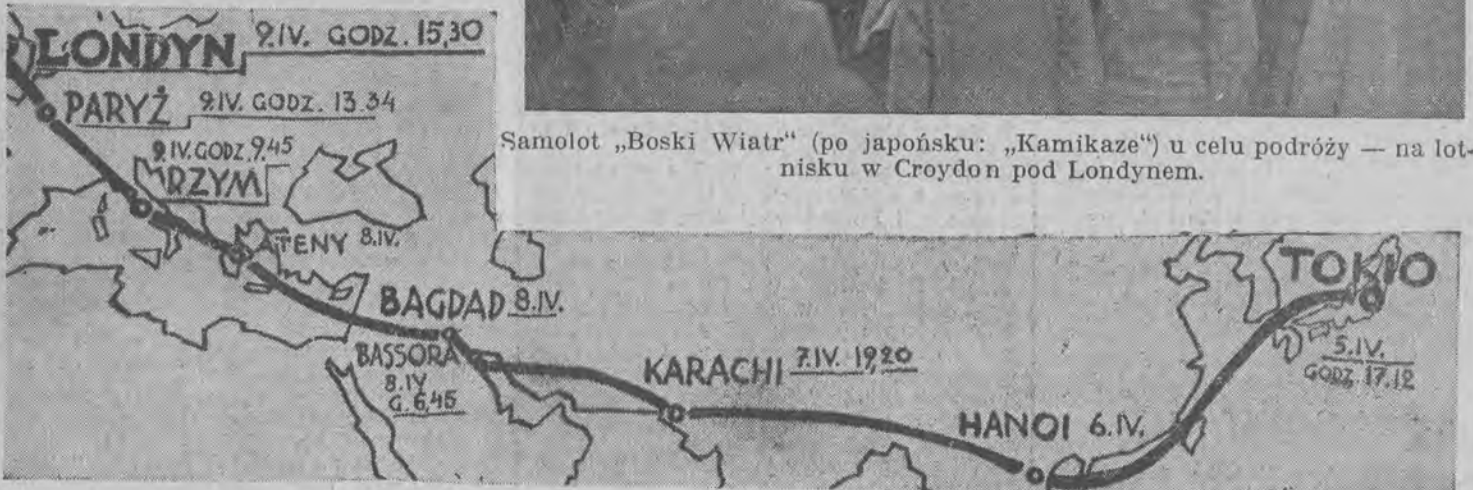 LONDYN 9.IV. GODZ. 15,30
PARYŻ 9.IV. GODZ. 13.34
9.IV. GODZ. 9.45
RZYM
ATENY 8.IV.
BAGDAD 8.IV.
BASSORA
8.IV
G. 6,45
KARACHI 7.IV. 19,20
HANOI 6.IV.
TOKIO
5.IV.
GODZ. 17.12
Samolot „Boski Wiatr“ (po japońsku: „Kamikaze“) u celu podróży — na lot-
nisku w Croydon pod Londynem.